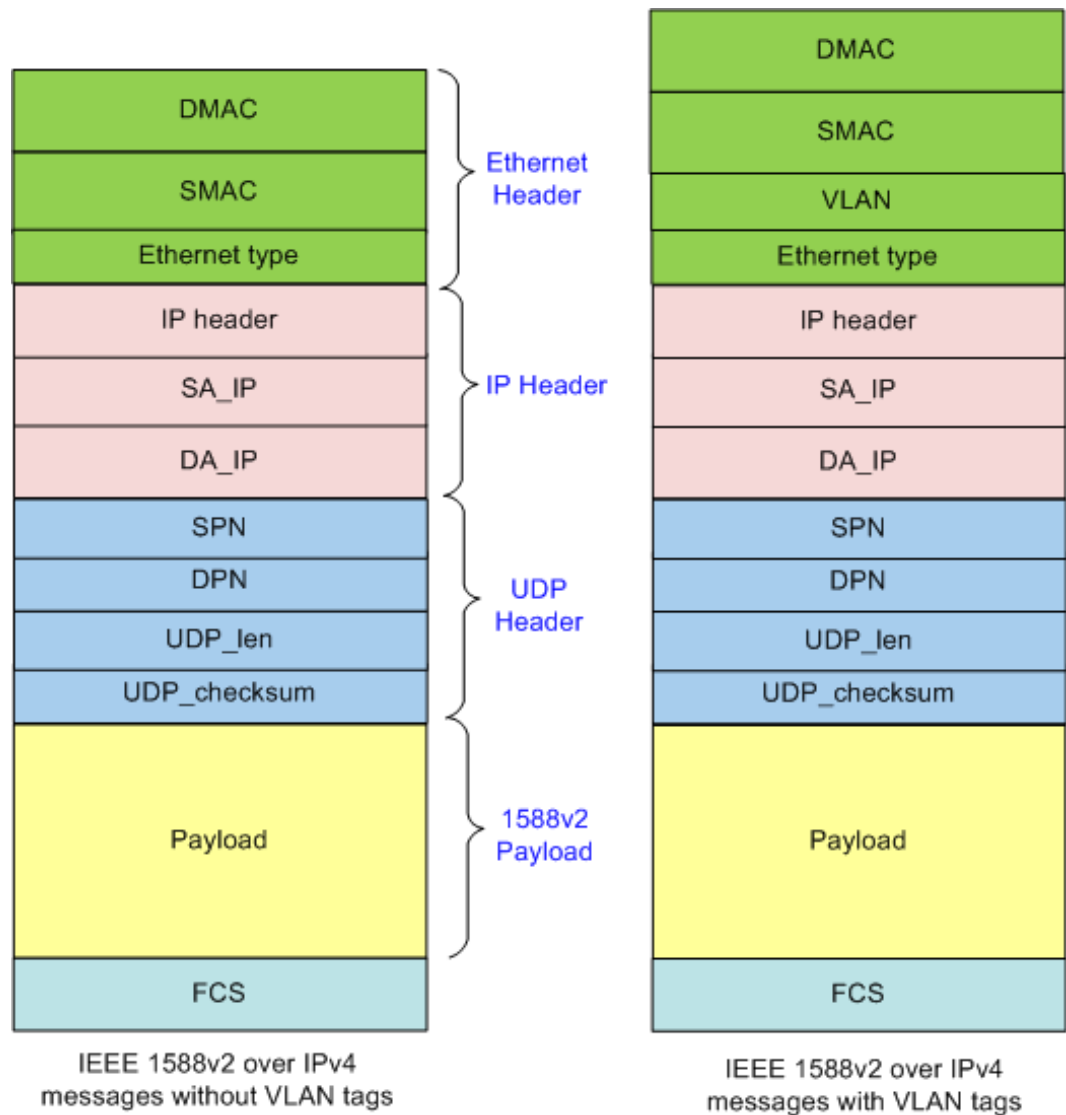 DMAC
SMAC
Ethernet type
IP header
SA_IP
DA_IP
SPN
DPN
UDP_len
UDP_checksum
Payload
FCS
IEEE 1588v2 over IPv4
messages without VLAN tags
Ethernet
Header
IP Header
UDP
Header
1588v2
Payload
DMAC
SMAC
VLAN
Ethernet type
IP header
SA_IP
DA_IP
SPN
DPN
UDP_len
UDP_checksum
Payload
FCS
IEEE 1588v2 over IPv4
messages with VLAN tags